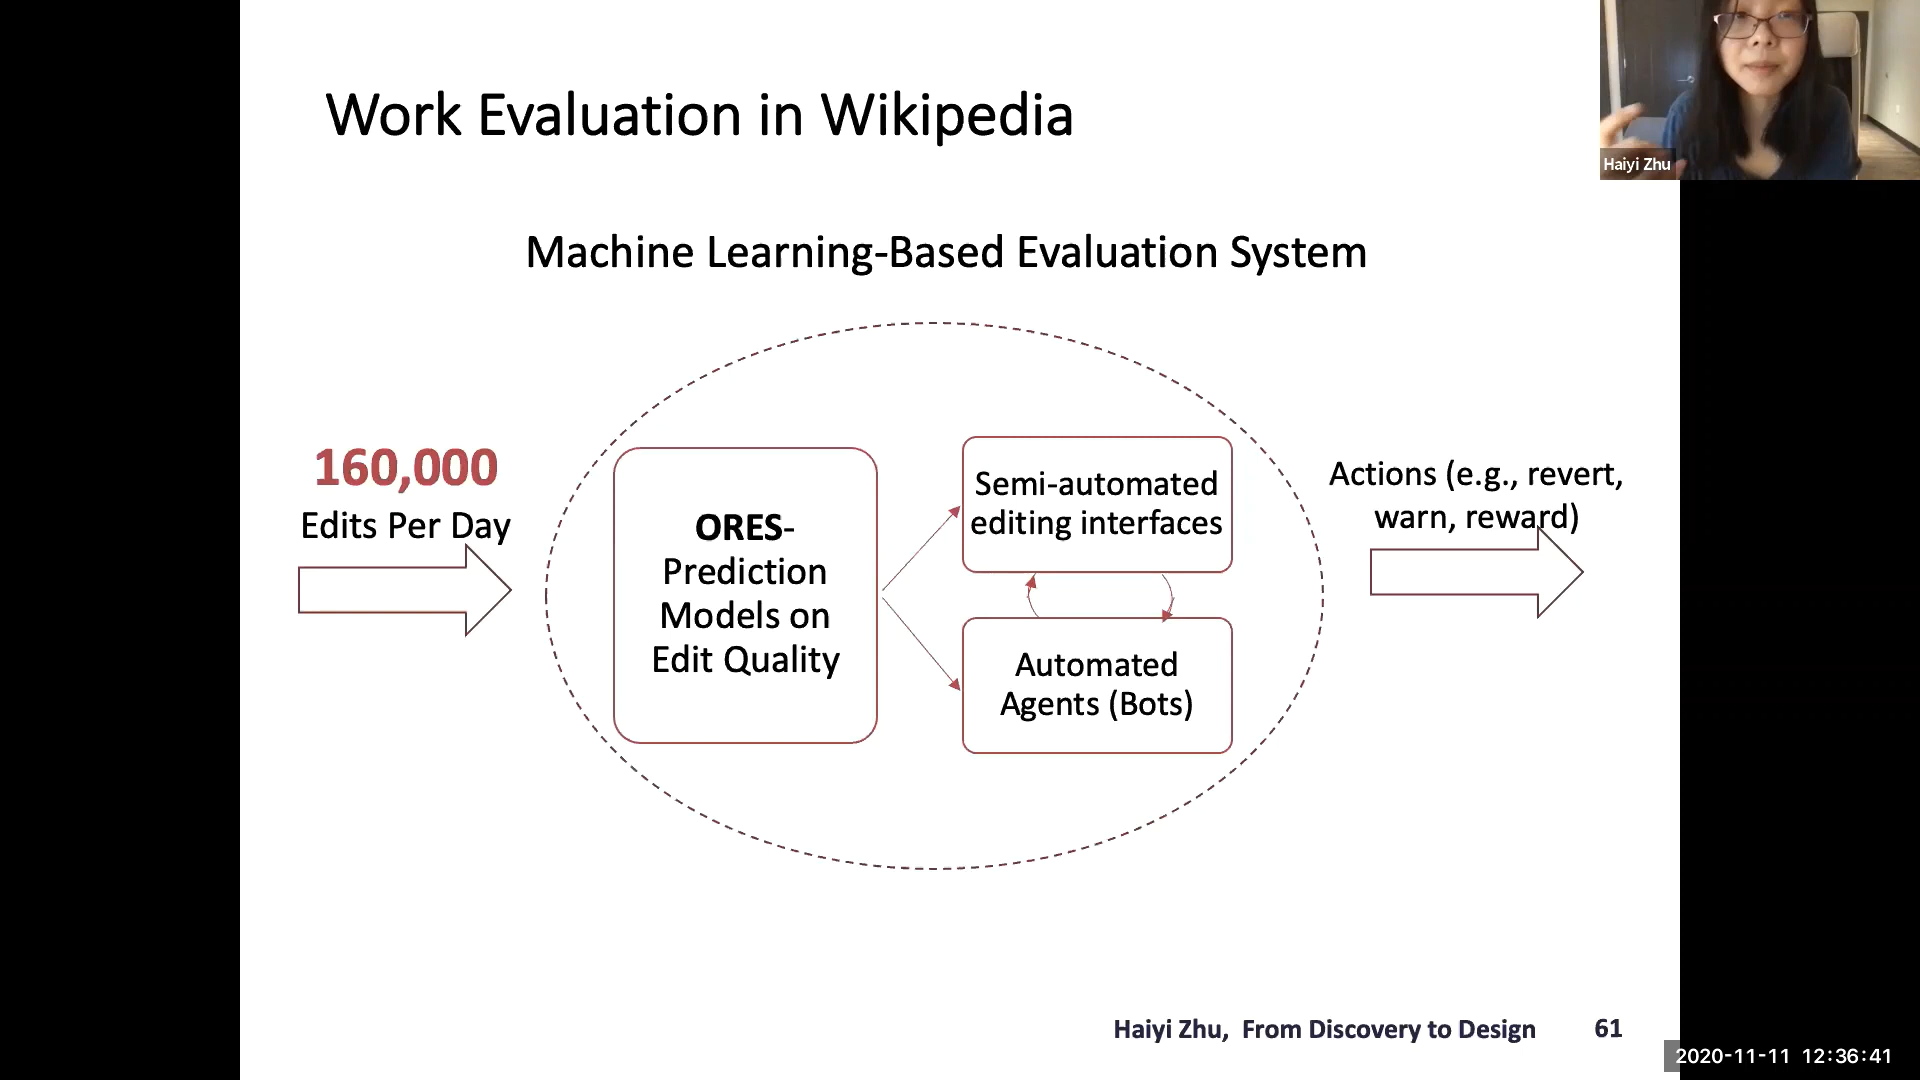 Work Evaluation in Wikipedia
Haiyi Zhu
Machine Learning-Based Evaluation System
160,000
Edits Per Day
ORES-
Prediction
Models on
Edit Quality
Semi-automated
editing interfaces
Automated
Agents (Bots)
Actions (e.g., revert,
warn, reward)
Haiyi Zhu, From Discovery to Design 61
2020-11-11 12:36:41